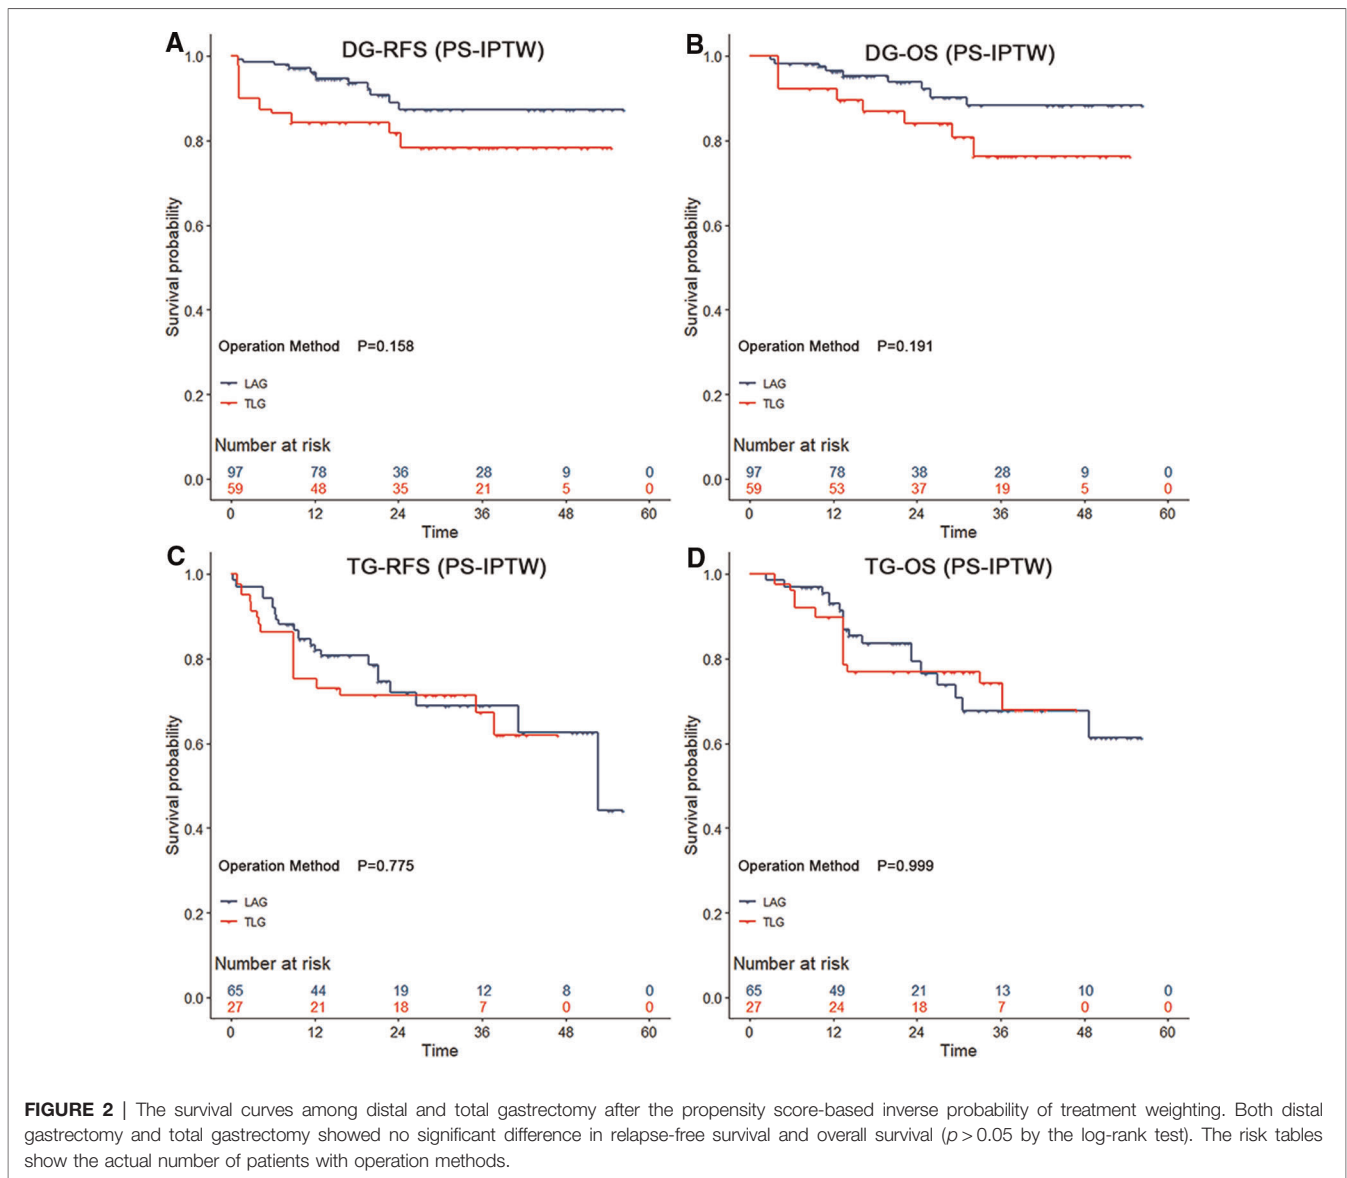 A
DG-RFS (PS-IPTW)
1.0
0.8
0.6
0.4
0.2
0.0
Survival probability
Operation Method P=0.158
LAG
TLG
Number at risk
97 78 36 28 9 0
59 48 35 21 5 0
0 12 24 36 48 60
Time
B
DG-OS (PS-IPTW)
1.0
0.8
0.6
0.4
0.2
0.0
Survival probability
Operation Method P=0.191
LAG
TLG
Number at risk
97 78 38 28 9 0
59 53 37 19 5 0
0 12 24 36 48 60
Time
C
TG-RFS (PS-IPTW)
1.0
0.8
0.6
0.4
0.2
0.0
Survival probability
Operation Method P=0.775
LAG
TLG
Number at risk
65 44 19 12 8 0
27 21 18 7 0 0
0 12 24 36 48 60
Time
D
TG-OS (PS-IPTW)
1.0
0.8
0.6
0.4
0.2
0.0
Survival probability
Operation Method P=0.999
LAG
TLG
Number at risk
65 49 21 13 10 0
27 24 18 7 0 0
0 12 24 36 48 60
Time
FIGURE 2 | The survival curves among distal and total gastrectomy after the propensity score-based inverse probability of treatment weighting. Both distal
gastrectomy and total gastrectomy showed no significant difference in relapse-free survival and overall survival (p > 0.05 by the log-rank test). The risk tables
show the actual number of patients with operation methods.